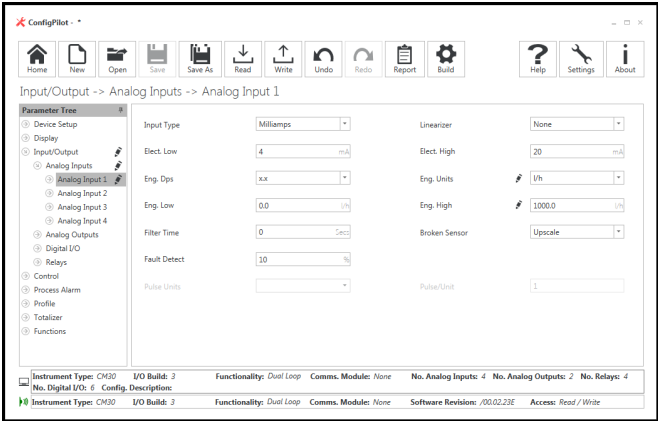 ConfigPilot - *
Home New Open Save Save As Read Write Undo Redo Report Build Help Settings About
Input/Output -> Analog Inputs -> Analog Input 1
Parameter Tree
Device Setup
Display
Input/Output
Analog Inputs
Analog Input 1
Analog Input 2
Analog Input 3
Analog Input 4
Analog Outputs
Digital I/O
Relays
Control
Process Alarm
Profile
Totalizer
Functions
Input Type Milliamps Linearizer None
Elect. Low 4 mA Elect. High 20 mA
Eng. Dps x.x Eng. Units l/h
Eng. Low 0.0 l/h Eng. High 1000.0 l/h
Filter Time 0 Secs Broken Sensor Upscale
Fault Detect 10 %
Pulse Units Pulse/Unit 1
Instrument Type: CM30 I/O Build: 3 Functionality: Dual Loop Comms. Module: None No. Analog Inputs: 4 No. Analog Outputs: 2 No. Relays: 4
No. Digital I/O: 6 Config. Description:
Instrument Type: CM30 I/O Build: 3 Functionality: Dual Loop Comms. Module: None Software Revision: /00.02.23E Access: Read / Write